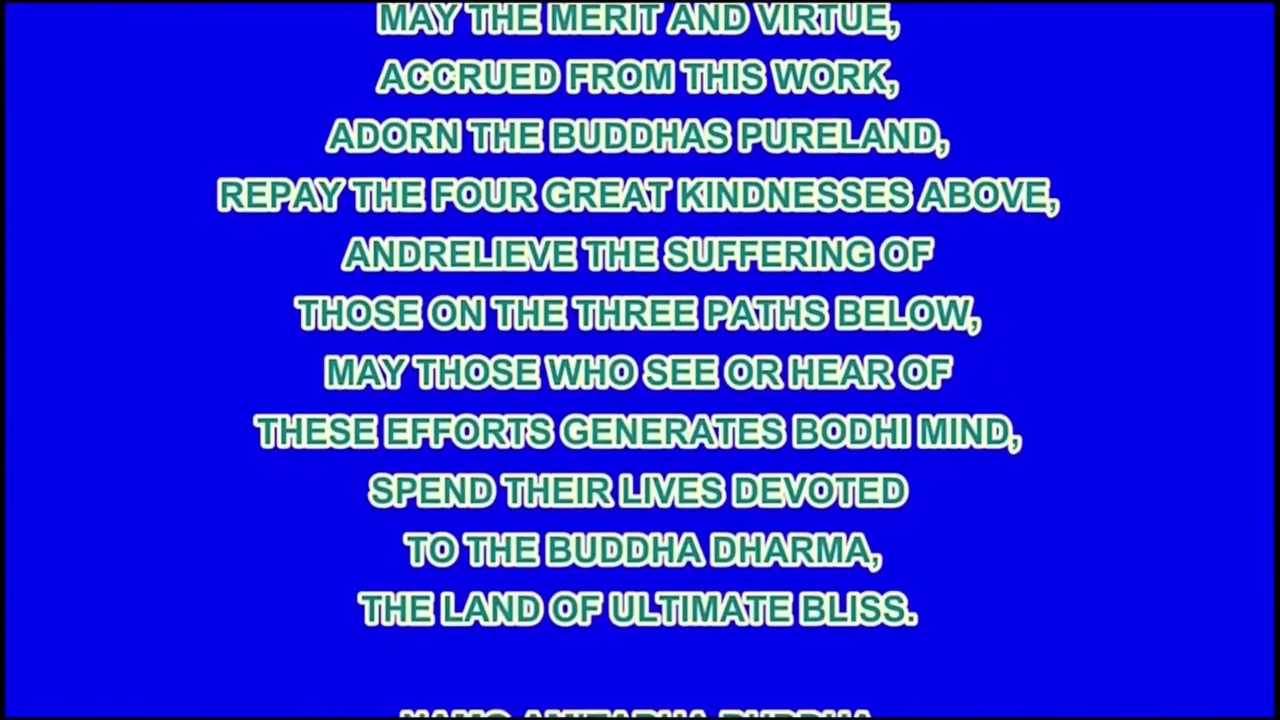 MAY THE MERIT AND VIRTUE,
ACCRUED FROM THIS WORK,
ADORN THE BUDDHAS PURELAND,
REPAY THE FOUR GREAT KINDNESSES ABOVE,
ANDRELIEVE THE SUFFERING OF
THOSE ON THE THREE PATHS BELOW,
MAY THOSE WHO SEE OR HEAR OF
THESE EFFORTS GENERATES BODHI MIND,
SPEND THEIR LIVES DEVOTED
TO THE BUDDHA DHARMA,
THE LAND OF ULTIMATE BLISS.